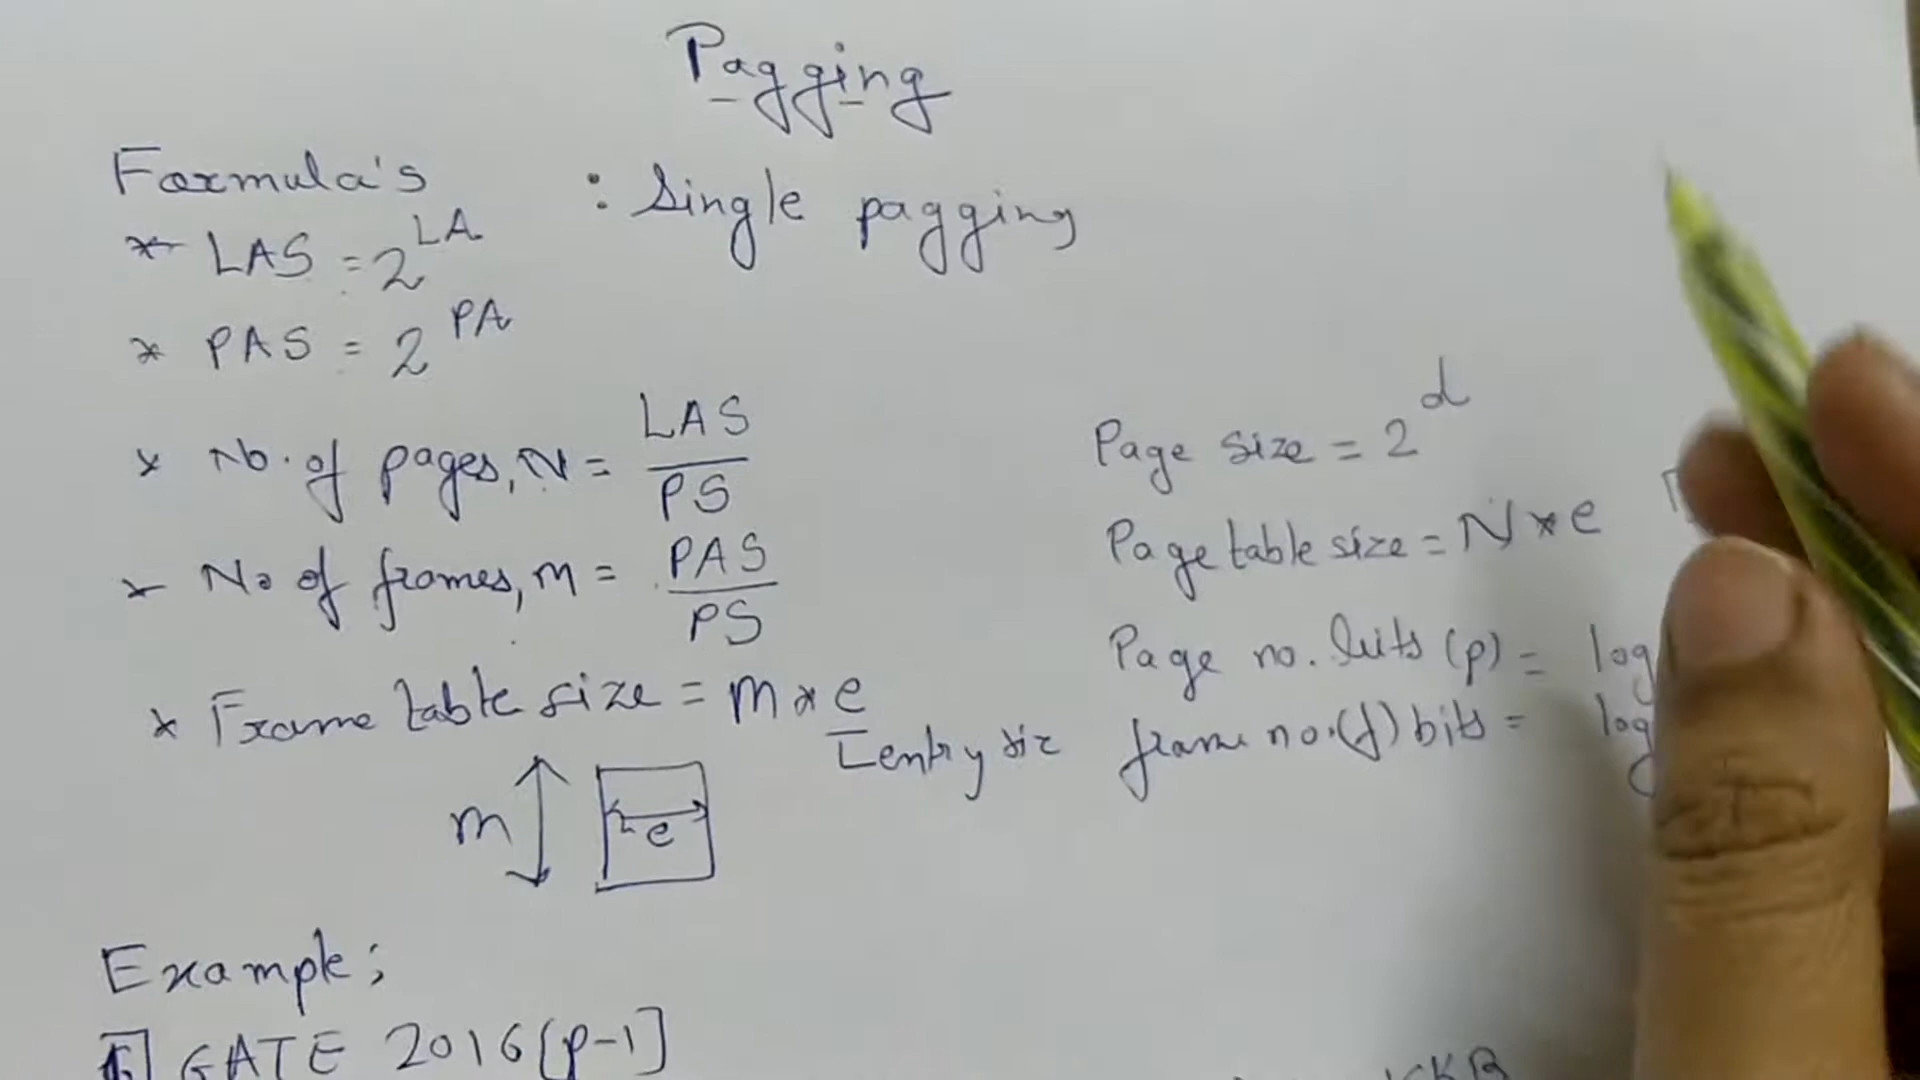 Pagging
Formula's : Single pagging
* LAS = 2^LA
* PAS = 2^PA
* No. of pages, N = LAS / PS
* No of frames, m = PAS / PS
* Frame table size = m * e
entry siz
m
e
Page size = 2^d
Page table size = N * e
Page no. bits (p) = log
frame no. (f) bits = log
Example;
1. GATE 2016 [p-1]
KB